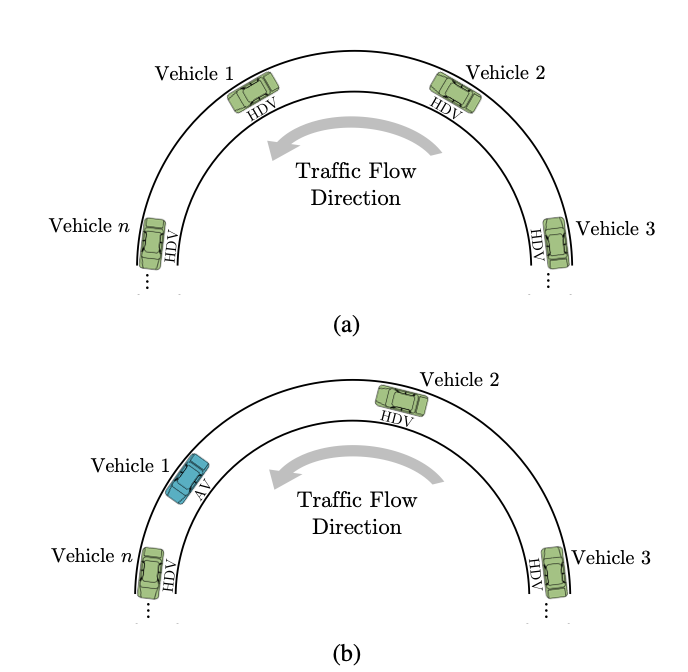 Vehicle 1
Vehicle 2
HDV
HDV
Traffic Flow
Direction
Vehicle n
HDV
HDV
Vehicle 3
⋮
⋮
(a)
Vehicle 2
HDV
Vehicle 1
AV
Traffic Flow
Direction
Vehicle n
HDV
HDV
Vehicle 3
⋮
⋮
(b)